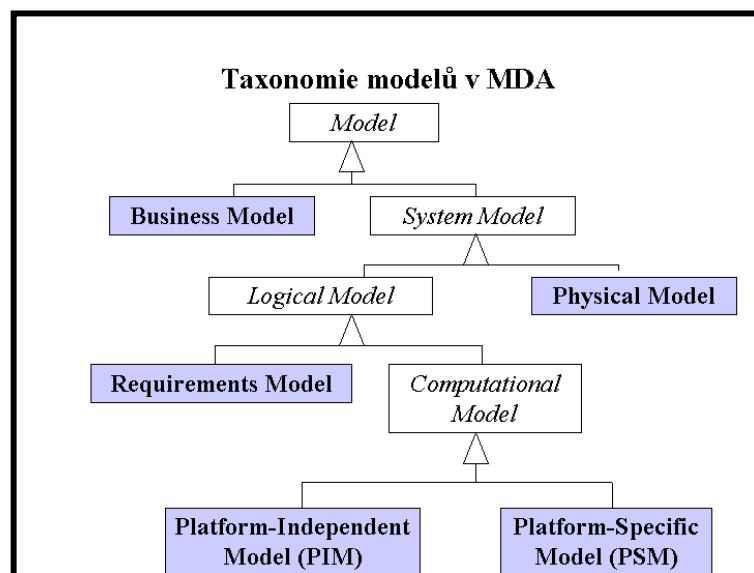 Taxonomie modelů v MDA
Model
Business Model
System Model
Logical Model
Physical Model
Requirements Model
Computational
Model
Platform-Independent
Model (PIM)
Platform-Specific
Model (PSM)